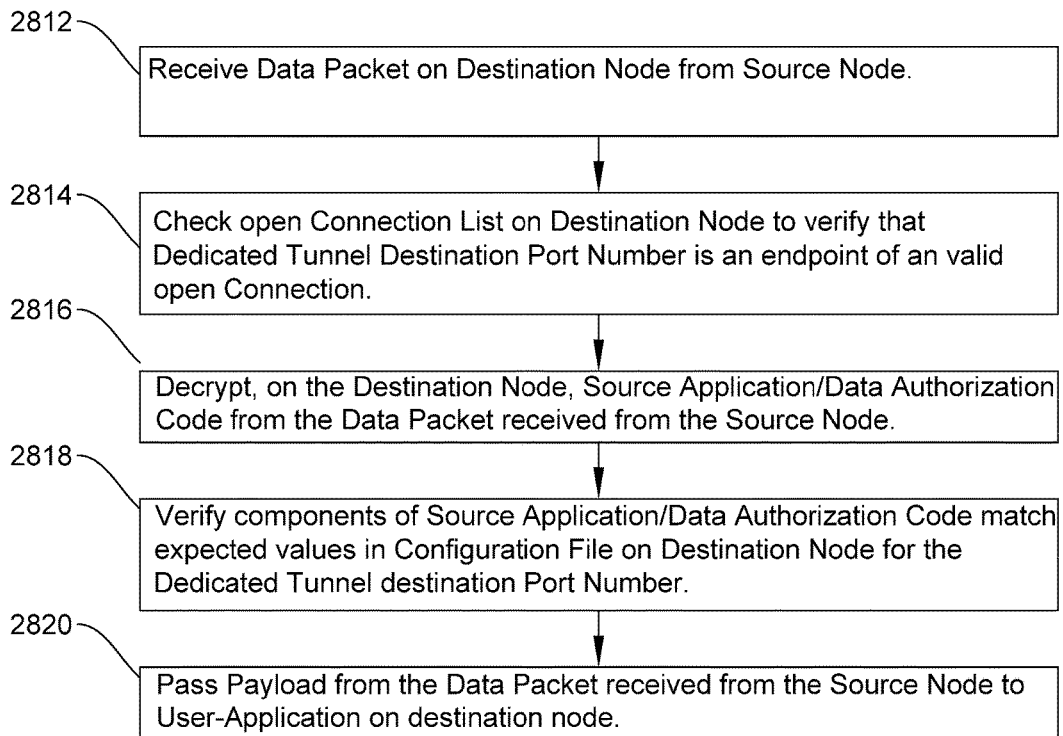 2812
Receive Data Packet on Destination Node from Source Node.
2814
Check open Connection List on Destination Node to verify that
Dedicated Tunnel Destination Port Number is an endpoint of an valid
open Connection.
2816
Decrypt, on the Destination Node, Source Application/Data Authorization
Code from the Data Packet received from the Source Node.
2818
Verify components of Source Application/Data Authorization Code match
expected values in Configuration File on Destination Node for the
Dedicated Tunnel destination Port Number.
2820
Pass Payload from the Data Packet received from the Source Node to
User-Application on destination node.